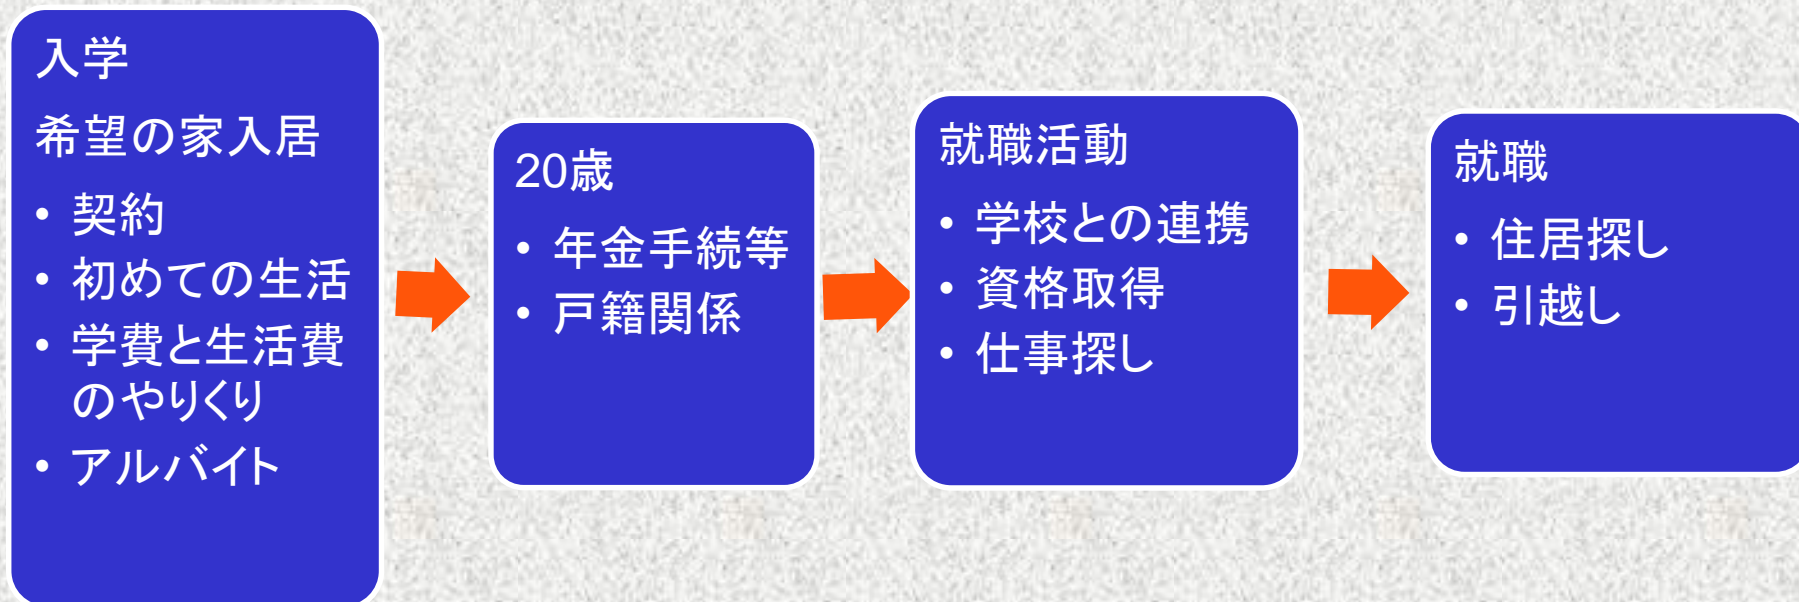 入学
希望の家入居
• 契約
• 初めての生活
• 学費と生活費
のやりくり
• アルバイト
20歳
• 年金手続等
• 戸籍関係
就職活動
• 学校との連携
• 資格取得
• 仕事探し
就職
• 住居探し
• 引越し